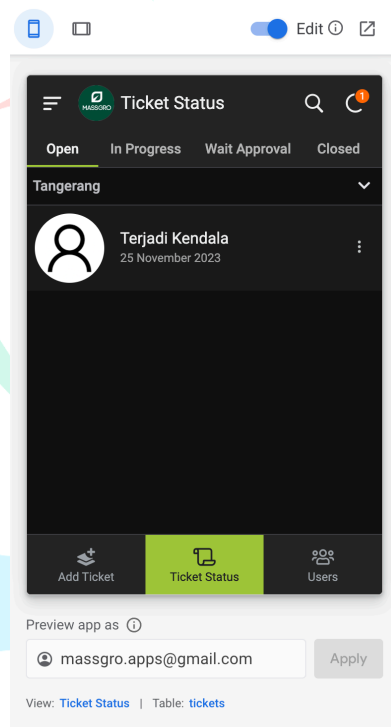 Edit
MASSGRO Ticket Status 1
Open In Progress Wait Approval Closed
Tangerang
Terjadi Kendala
25 November 2023
Add Ticket Ticket Status Users
Preview app as
massgro.apps@gmail.com Apply
View: Ticket Status | Table: tickets